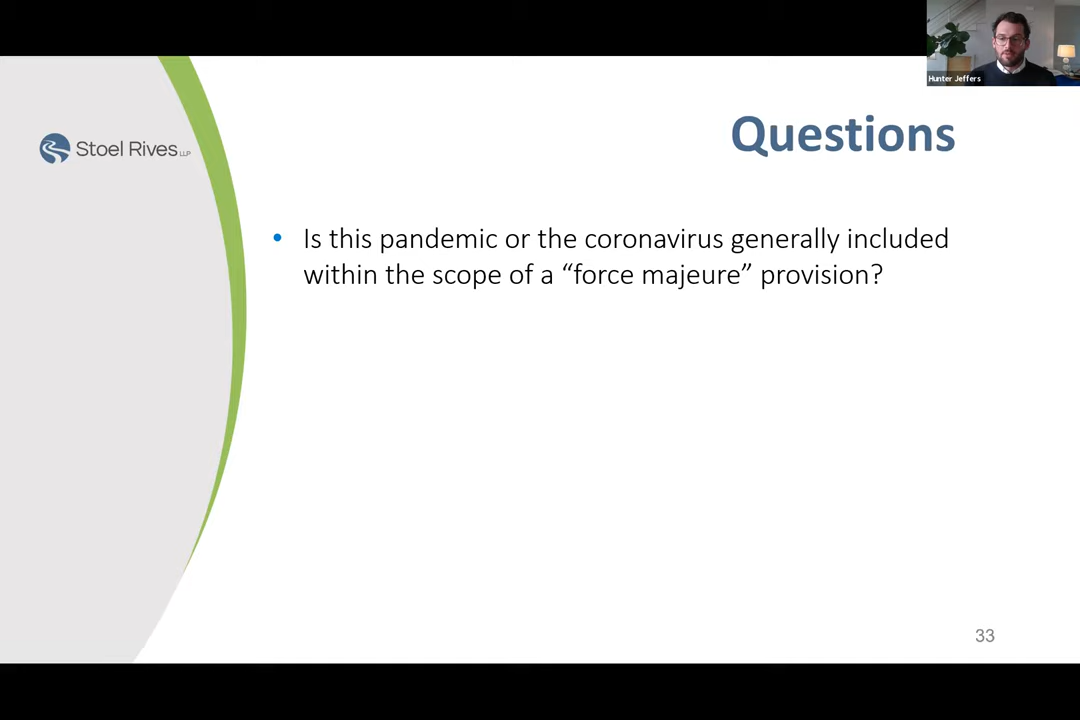 Hunter Jeffers
Stoel Rives LLP
Questions
• Is this pandemic or the coronavirus generally included
within the scope of a “force majeure” provision?
33